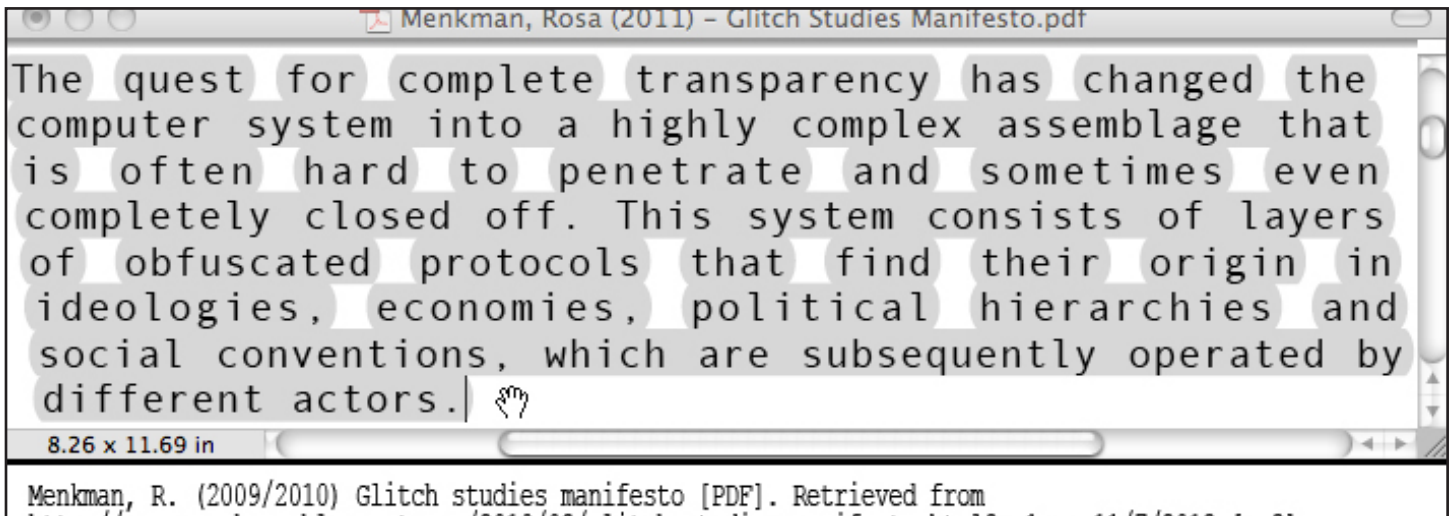 Menkman, Rosa (2011) – Glitch Studies Manifesto.pdf
The quest for complete transparency has changed the
computer system into a highly complex assemblage that
is often hard to penetrate and sometimes even
completely closed off. This system consists of layers
of obfuscated protocols that find their origin in
ideologies, economies, political hierarchies and
social conventions, which are subsequently operated by
different actors.
8.26 x 11.69 in
Menkman, R. (2009/2010) Glitch studies manifesto [PDF]. Retrieved from